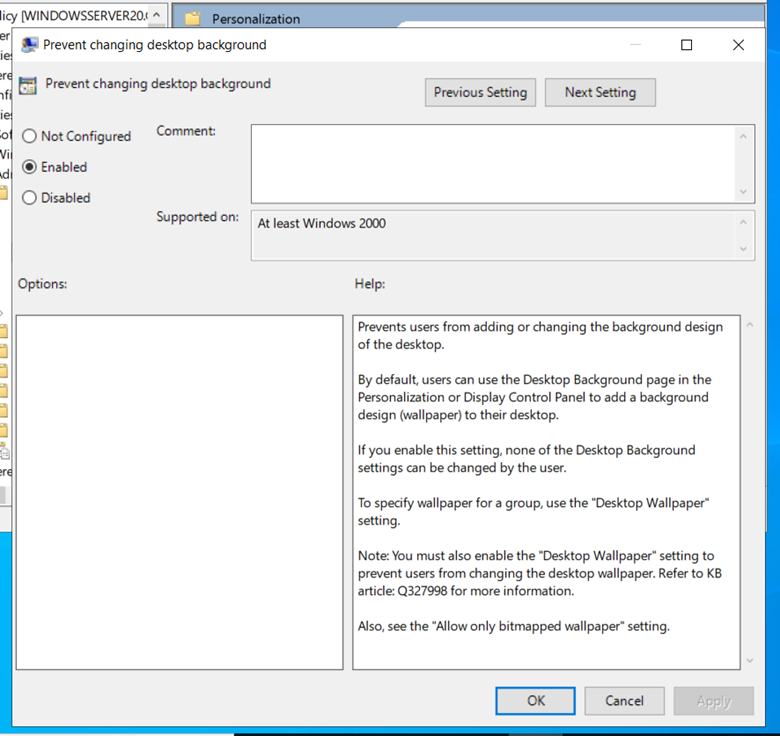 licy [WINDOWSSERVER20.
Personalization
Prevent changing desktop background
Prevent changing desktop background
Previous Setting
Next Setting
Not Configured
Comment:
Enabled
Disabled
Supported on:
At least Windows 2000
Options:
Help:
Prevents users from adding or changing the background design
of the desktop.
By default, users can use the Desktop Background page in the
Personalization or Display Control Panel to add a background
design (wallpaper) to their desktop.
If you enable this setting, none of the Desktop Background
settings can be changed by the user.
To specify wallpaper for a group, use the "Desktop Wallpaper"
setting.
Note: You must also enable the "Desktop Wallpaper" setting to
prevent users from changing the desktop wallpaper. Refer to KB
article: Q327998 for more information.
Also, see the "Allow only bitmapped wallpaper" setting.
OK
Cancel
Apply